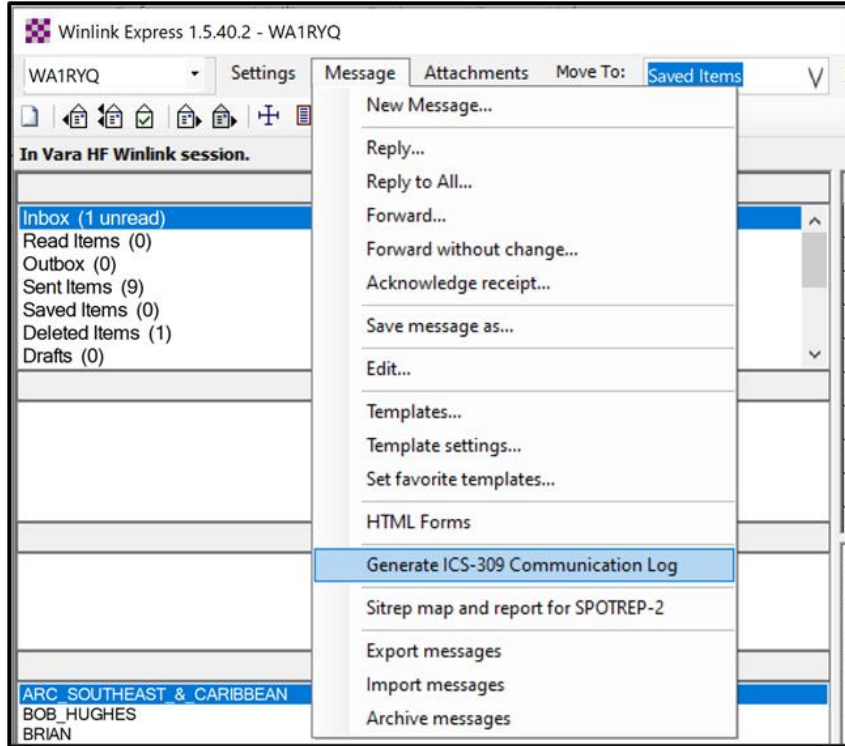 Winlink Express 1.5.40.2 - WA1RYQ
WA1RYQ Settings Message Attachments Move To: Saved Items
In Vara HF Winlink session.
Inbox (1 unread)
Read Items (0)
Outbox (0)
Sent Items (9)
Saved Items (0)
Deleted Items (1)
Drafts (0)
ARC_SOUTHEAST_&_CARIBBEAN
BOB_HUGHES
BRIAN
New Message...
Reply...
Reply to All...
Forward...
Forward without change...
Acknowledge receipt...
Save message as...
Edit...
Templates...
Template settings...
Set favorite templates...
HTML Forms
Generate ICS-309 Communication Log
Sitrep map and report for SPOTREP-2
Export messages
Import messages
Archive messages